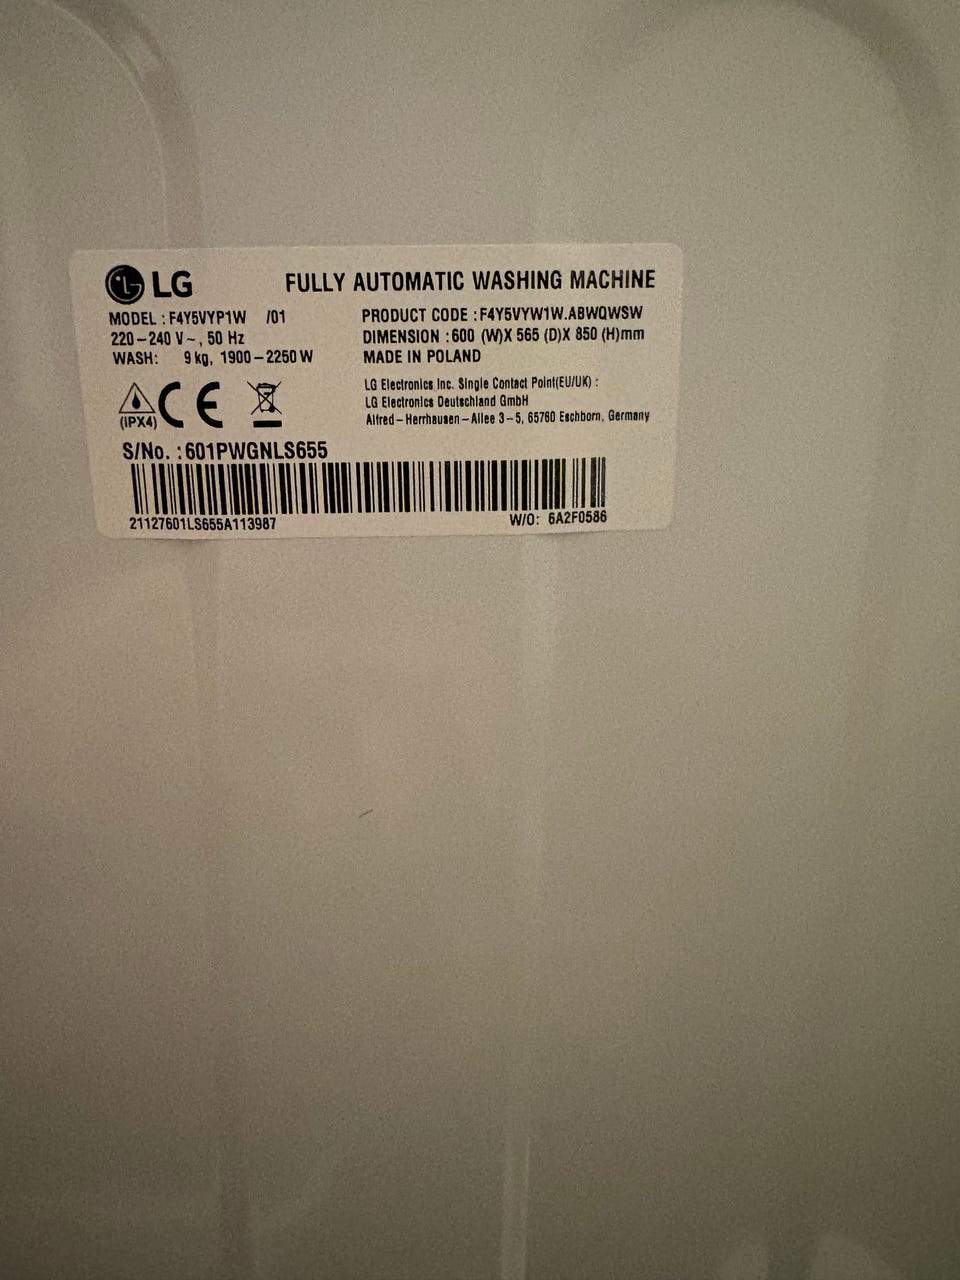 LG FULLY AUTOMATIC WASHING MACHINE
MODEL : F4Y5VYP1W /01
220-240 V~, 50 Hz
WASH: 9 kg, 1900-2250 W
PRODUCT CODE : F4Y5VYW1W.ABWQWSW
DIMENSION : 600 (W)X 565 (D)X 850 (H)mm
MADE IN POLAND
LG Electronics Inc. Single Contact Point(EU/UK) :
LG Electronics Deutschland GmbH
Alfred-Herrhausen-Allee 3-5, 65760 Eschborn, Germany
(IPX4) CE
S/No. : 601PWGNLS655
21127601LS655A113987 W/O: 6A2F0586